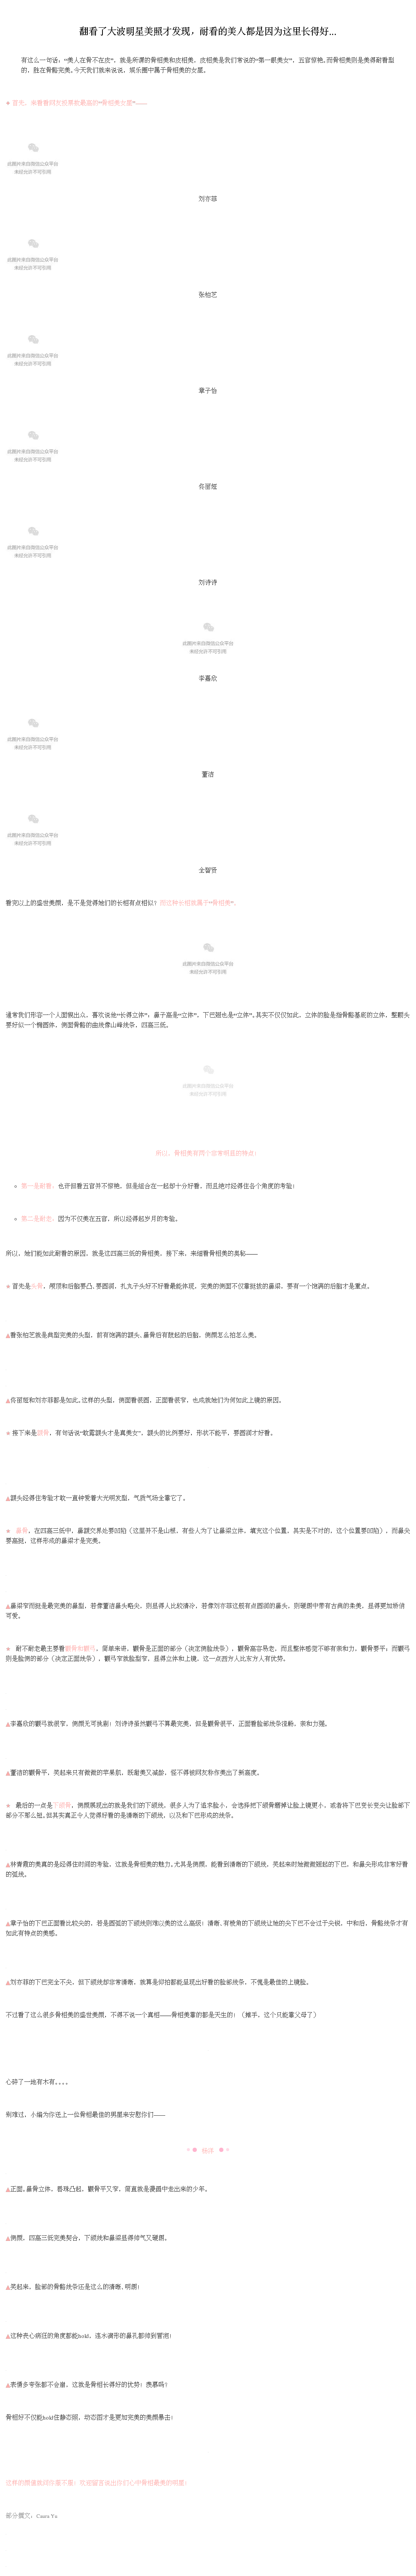 翻看了大波明星美照才发现，耐看的美人都是因为这里长得好...
有这么一句话，“美人在骨不在皮”，就是所谓的骨相美和皮相美。皮相美是我们常说的“第一眼美女”，五官惊艳。而骨相美则是美得耐看型
的，胜在骨骼完美。今天我们就来说说，娱乐圈中属于骨相美的女星。
首先，来看看网友投票数最高的“骨相美女星”——
此图片来自微信公众平台
未经允许不可引用
刘亦菲
此图片来自微信公众平台
未经允许不可引用
张柏芝
此图片来自微信公众平台
未经允许不可引用
章子怡
此图片来自微信公众平台
未经允许不可引用
佟丽娅
此图片来自微信公众平台
未经允许不可引用
刘诗诗
此图片来自微信公众平台
未经允许不可引用
李嘉欣
此图片来自微信公众平台
未经允许不可引用
董洁
此图片来自微信公众平台
未经允许不可引用
全智贤
看完以上的盛世美颜，是不是觉得她们的长相有点相似？而这种长相就属于“骨相美”。
此图片来自微信公众平台
未经允许不可引用
通常我们形容一个人面貌出众，喜欢说他“长得立体”：鼻子高是“立体”，下巴翘也是“立体”。其实不仅仅如此，立体的脸是指骨骼基底的立体，整颗头
要好似一个椭圆体，侧面骨骼的曲线像山峰线条，四高三低。
此图片来自微信公众平台
未经允许不可引用
所以，骨相美有两个非常明显的特点！
第一是耐看：也许但看五官并不惊艳，但是组合在一起却十分好看，而且绝对经得住各个角度的考验！
第二是耐老：因为不仅美在五官，所以经得起岁月的考验。
所以，她们能如此耐看的原因，就是这四高三低的骨相美，接下来，来细看骨相美的奥秘——
首先是头骨，颅顶和后脑要凸、要圆润，扎丸子头好不好看最能体现，完美的侧面不仅靠挺拔的鼻梁，要有一个饱满的后脑才是重点。
▲看张柏芝就是典型完美的头型，前有饱满的额头、鼻骨后有鼓起的后脑，侧颜怎么拍怎么美。
▲佟丽娅和刘亦菲都是如此。这样的头型，侧面看很圆，正面看很窄，也成就她们为何如此上镜的原因。
接下来是额骨，有句话说“敢露额头才是真美女”，额头的比例要好，形状不能平，要圆润才好看。
▲额头经得住考验才敢一直钟爱着大光明发型，气质气场全靠它了。
鼻骨，在四高三低中，鼻额交界处要凹陷（这里并不是山根，有些人为了让鼻梁立体，填充这个位置，其实是不对的，这个位置要凹陷），而鼻尖
要高挺，这样形成的鼻梁才是完美。
▲鼻梁窄而挺是最完美的鼻型，若像董洁鼻头略尖，则显得人比较清冷，若像刘亦菲这般有点圆润的鼻头，则硬朗中带有古典的柔美，显得更加娇俏
可爱。
耐不耐老最主要看颧骨和颧弓。简单来讲，颧骨是正面的部分（决定侧脸线条），颧骨高容易老，而且整体感觉不够有亲和力，颧骨要平；而颧弓
则是脸侧的部分（决定正面线条），颧弓窄就脸型窄，显得立体和上镜，这一点西方人比东方人有优势。
▲李嘉欣的颧弓就很窄，侧颜无可挑剔；刘诗诗虽然颧弓不算最完美，但是颧骨很平，正面看脸部线条流畅，亲和力强。
▲董洁的颧骨平，笑起来只有微微的苹果肌，既甜美又减龄，怪不得被网友称作美出了新高度。
最后的一点是下颌骨，侧颜展现出的就是我们的下颌线，很多人为了追求脸小，会选择把下颌骨磨掉让脸上镜更小，或者将下巴变长变尖让脸部下
部分不那么短。但其实真正令人觉得好看的是清晰的下颌线，以及和下巴形成的线条。
▲林青霞的美真的是经得住时间的考验，这就是骨相美的魅力。尤其是侧颜，能看到清晰的下颌线，笑起来时她微微翘起的下巴，和鼻尖形成非常好看
的弧线。
▲章子怡的下巴正面看比较尖的，若是圆弧的下颌线则难以美的这么高级；清晰、有棱角的下颌线让她的尖下巴不会过于尖锐，中和后，骨骼线条才有
如此有特点的美感。
▲刘亦菲的下巴完全不尖，但下颌线却非常清晰，就算是仰拍都能呈现出好看的脸部线条，不愧是最佳的上镜脸。
不过看了这么很多骨相美的盛世美颜，不得不说一个真相——骨相美靠的都是天生的！（摊手，这个只能靠父母了）
心碎了一地有木有。。。。
别难过，小编为你送上一位骨相最佳的男星来安慰你们——
杨洋
▲正面。鼻骨立体、唇珠凸起、颧骨平又窄，简直就是漫画中走出来的少年。
▲侧颜，四高三低完美契合，下颌线和鼻梁显得帅气又硬朗。
▲笑起来，脸部的骨骼线条还是这么的清晰、明朗！
▲这种丧心病狂的角度都能hold，连水滴形的鼻孔都帅到冒泡！
▲表情多夸张都不会崩，这就是骨相长得好的优势！羡慕吗？
骨相好不仅能hold住静态照，动态图才是更加完美的美颜暴击！
这样的颜值就问你服不服！欢迎留言说出你们心中骨相最美的明星！
部分撰文：Caara Yu